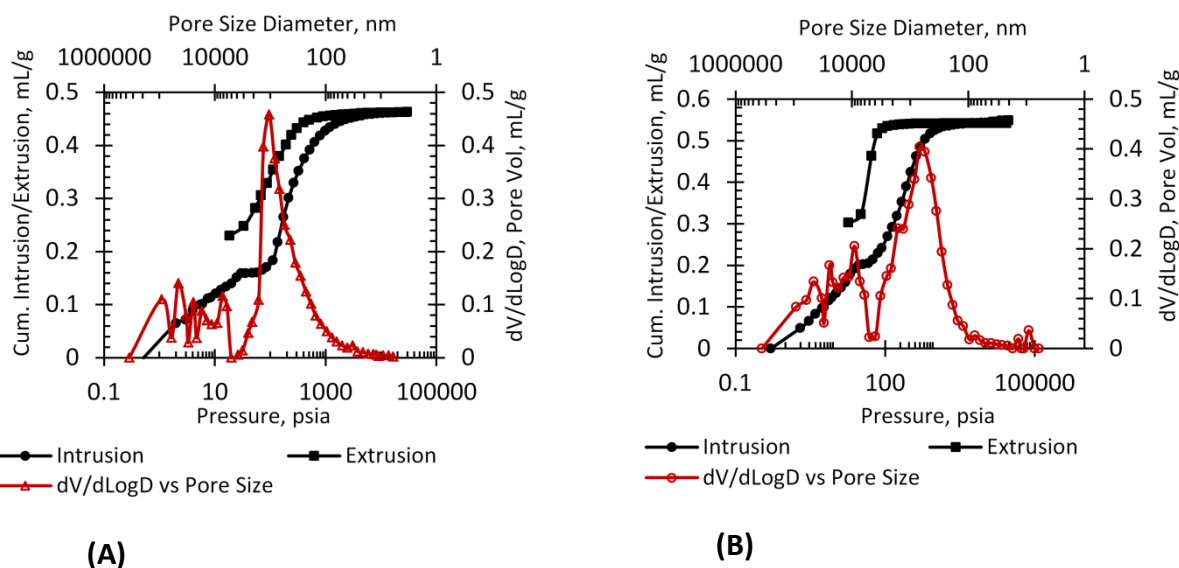 Pore Size Diameter, nm
1000000 10000 100 1
Cum. Intrusion/Extrusion, mL/g
0.5
0.4
0.3
0.2
0.1
0
0.5
0.4
0.3
0.2
0.1
0
dV/dLogD, Pore Vol, mL/g
0.1 10 1000 100000
Pressure, psia
Intrusion Extrusion
dV/dLogD vs Pore Size
(A)
Pore Size Diameter, nm
1000000 10000 100 1
Cum. Intrusion/Extrusion, mL/g
0.6
0.5
0.4
0.3
0.2
0.1
0
0.5
0.4
0.3
0.2
0.1
0
dV/dLogD, Pore Vol, mL/g
0.1 100 100000
Pressure, psia
Intrusion Extrusion
dV/dLogD vs Pore Size
(B)